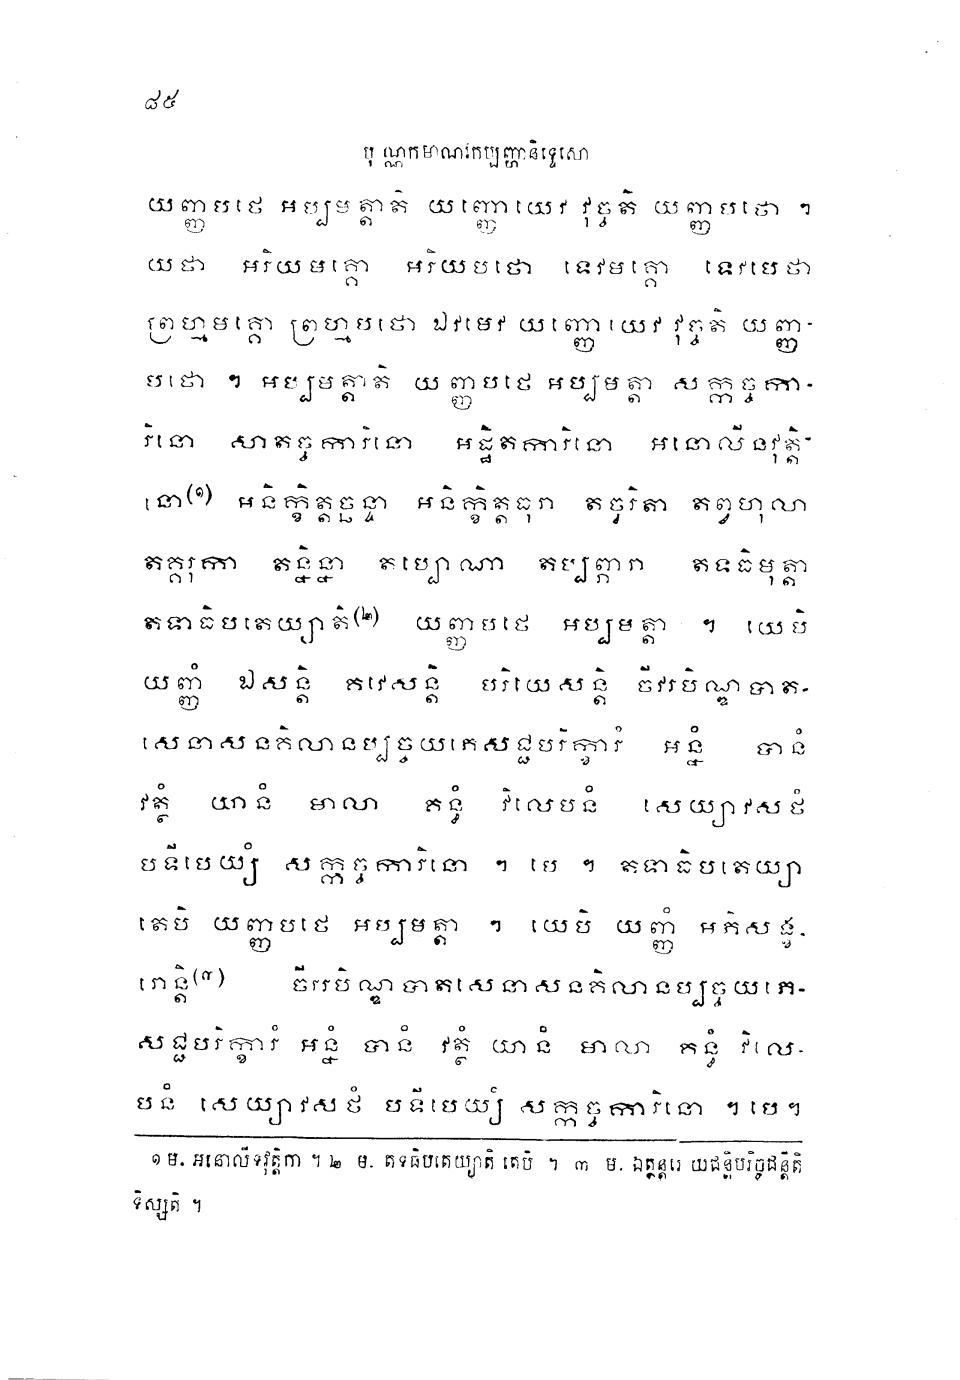 ៨៥
បុណ្ណកមាណវកប្បញ្ហានិទ្ទេសោ
យញ្ញបថេ អប្បមត្តាតិ យញ្ញោយេវ វុច្ចតិ យញ្ញបថោ ។
យថា អរិយមគ្គោ អរិយបថោ ទេវមគ្គោ ទេវបថោ
ព្រហ្មមគ្គោ ព្រហ្មបថោ ឯវមេវ យញ្ញោយេវ វុច្ចតិ យញ្ញ-
បថោ ។ អប្បមត្តាតិ យញ្ញបថេ អប្បមត្តា សក្កច្ចកា-
រិនោ សាតច្ចការិនោ អដ្ឋិតការិនោ អនោលីនវុត្តិ-
នោ(១) អនិក្ខិត្តច្ឆន្ទា អនិក្ខិត្តធុរា តច្ចរិតា តព្វហុលា
តគ្គរុកា តន្និន្នា តប្បោណា តប្បព្ភារា តទធិមុត្តា
តទាធិបតេយ្យាតិ(២) យញ្ញបថេ អប្បមត្តា ។ យេបិ
យញ្ញំ ឯសន្តិ គវេសន្តិ បរិយេសន្តិ ចីវរបិណ្ឌបាត-
សេនាសនគិលានប្បច្ចយភេសជ្ជបរិក្ខារំ អន្នំ បានំ
វត្ថំ យានំ មាលា គន្ធំ វិលេបនំ សេយ្យាវសថំ
បទីបេយ្យំ សក្កច្ចការិនោ ។ បេ ។ តទាធិបតេយ្យា
តេបិ យញ្ញបថេ អប្បមត្តា ។ យេបិ យញ្ញំ អភិសង្ខ-
រោន្តិ(៣) ចីវរបិណ្ឌបាតសេនាសនគិលានប្បច្ចយភេ-
សជ្ជបរិក្ខារំ អន្នំ បានំ វត្ថំ យានំ មាលា គន្ធំ វិលេ-
បនំ សេយ្យាវសថំ បទីបេយ្យំ សក្កច្ចការិនោ ។ បេ។
១ ម. អនោលីនវុត្តិកា ។ ២ ម. តទធិបតេយ្យាតិ តេបិ ។ ៣ ម. ឯត្ថន្តរេ យដន្តិបរិច្ចដន្តីតិ
ទិស្សតិ ។